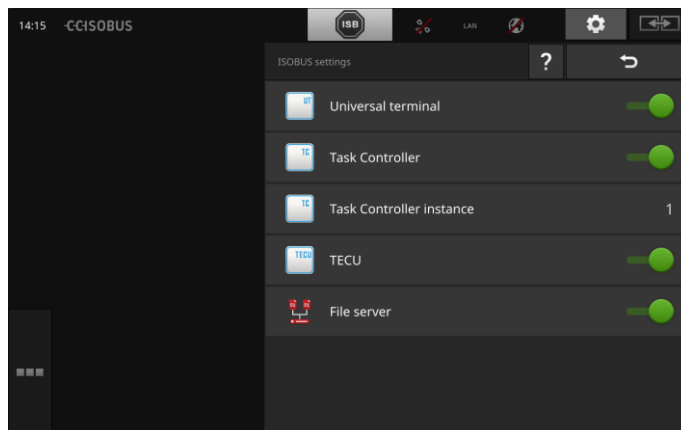 14:15 CCISOBUS ISB LAN
ISOBUS settings ?
UT Universal terminal
TC Task Controller
TC Task Controller instance 1
TECU TECU
File server